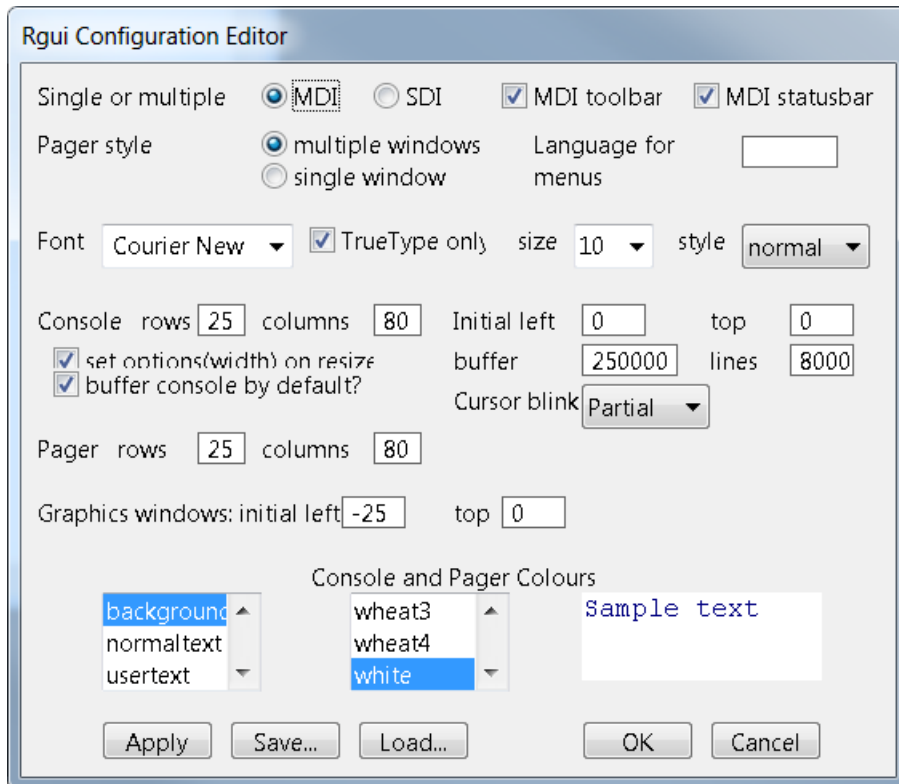 Rgui Configuration Editor
Single or multiple MDI SDI MDI toolbar MDI statusbar
Pager style multiple windows Language for
single window menus
Font Courier New TrueType only size 10 style normal
Console rows 25 columns 80 Initial left 0 top 0
set options(width) on resize buffer 250000 lines 8000
buffer console by default?
Cursor blink Partial
Pager rows 25 columns 80
Graphics windows: initial left -25 top 0
Console and Pager Colours
background wheat3 Sample text
normaltext wheat4
usertext white
Apply Save... Load... OK Cancel